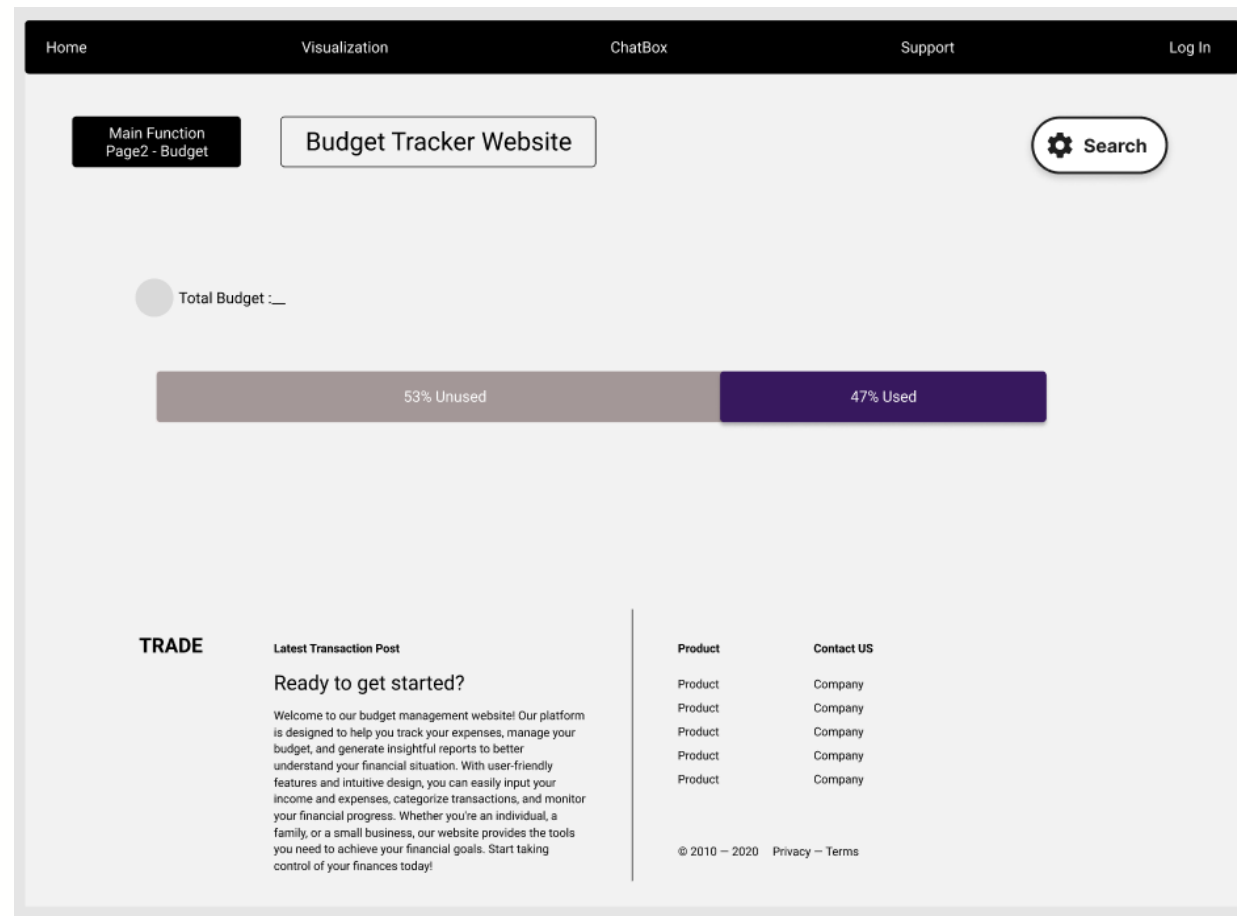 Home
Visualization
ChatBox
Support
Log In
Main Function
Page2 - Budget
Budget Tracker Website
Search
Total Budget :__
53% Unused
47% Used
TRADE
Latest Transaction Post
Ready to get started?
Welcome to our budget management website! Our platform
is designed to help you track your expenses, manage your
budget, and generate insightful reports to better
understand your financial situation. With user-friendly
features and intuitive design, you can easily input your
income and expenses, categorize transactions, and monitor
your financial progress. Whether you're an individual, a
family, or a small business, our website provides the tools
you need to achieve your financial goals. Start taking
control of your finances today!
Product
Product
Product
Product
Product
Product
Contact US
Company
Company
Company
Company
Company
© 2010 — 2020
Privacy — Terms